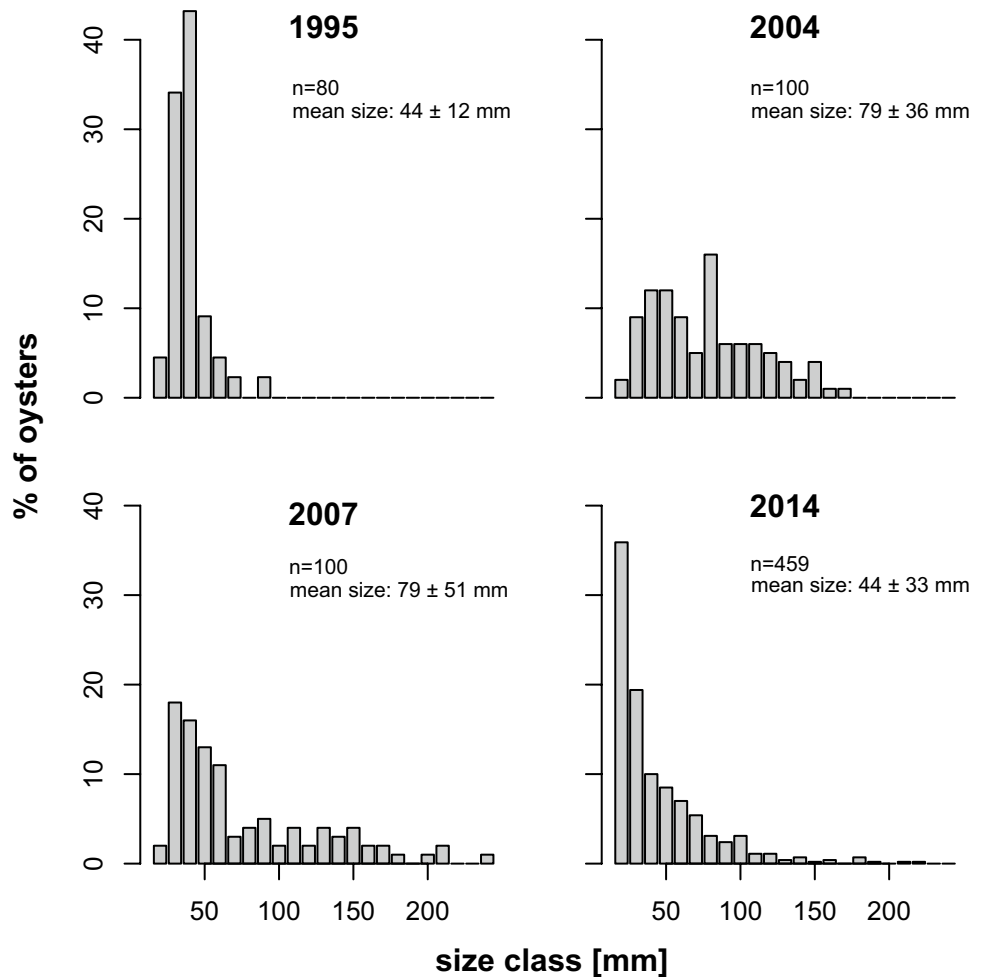 1995
n=80
mean size: 44 ± 12 mm
40
30
20
10
0
2004
n=100
mean size: 79 ± 36 mm
% of oysters
2007
n=100
mean size: 79 ± 51 mm
40
30
20
10
0
50 100 150 200
2014
n=459
mean size: 44 ± 33 mm
50 100 150 200
size class [mm]